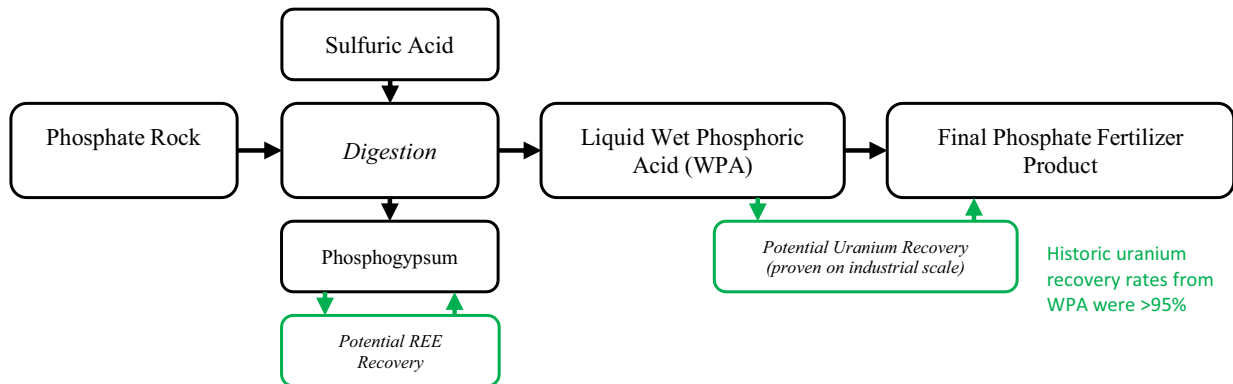 Sulfuric Acid
Phosphate Rock
Digestion
Liquid Wet Phosphoric
Acid (WPA)
Final Phosphate Fertilizer
Product
Phosphogypsum
Potential Uranium Recovery
(proven on industrial scale)
Historic uranium
recovery rates from
WPA were >95%
Potential REE
Recovery